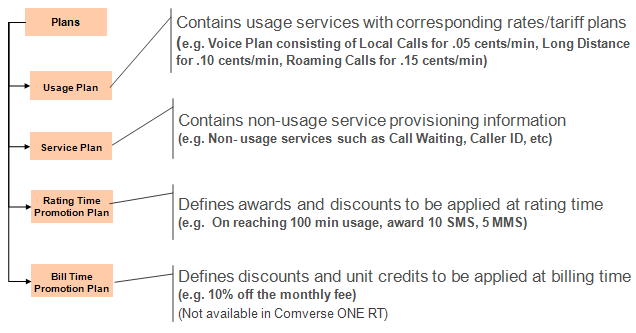 Plans
Contains usage services with corresponding rates/tariff plans
(e.g. Voice Plan consisting of Local Calls for .05 cents/min, Long Distance
for .10 cents/min, Roaming Calls for .15 cents/min)
Usage Plan
Contains non-usage service provisioning information
(e.g. Non- usage services such as Call Waiting, Caller ID, etc)
Service Plan
Rating Time
Promotion Plan
Defines awards and discounts to be applied at rating time
(e.g. On reaching 100 min usage, award 10 SMS, 5 MMS)
Bill Time
Promotion Plan
Defines discounts and unit credits to be applied at billing time
(e.g. 10% off the monthly fee)
(Not available in Comverse ONE RT)